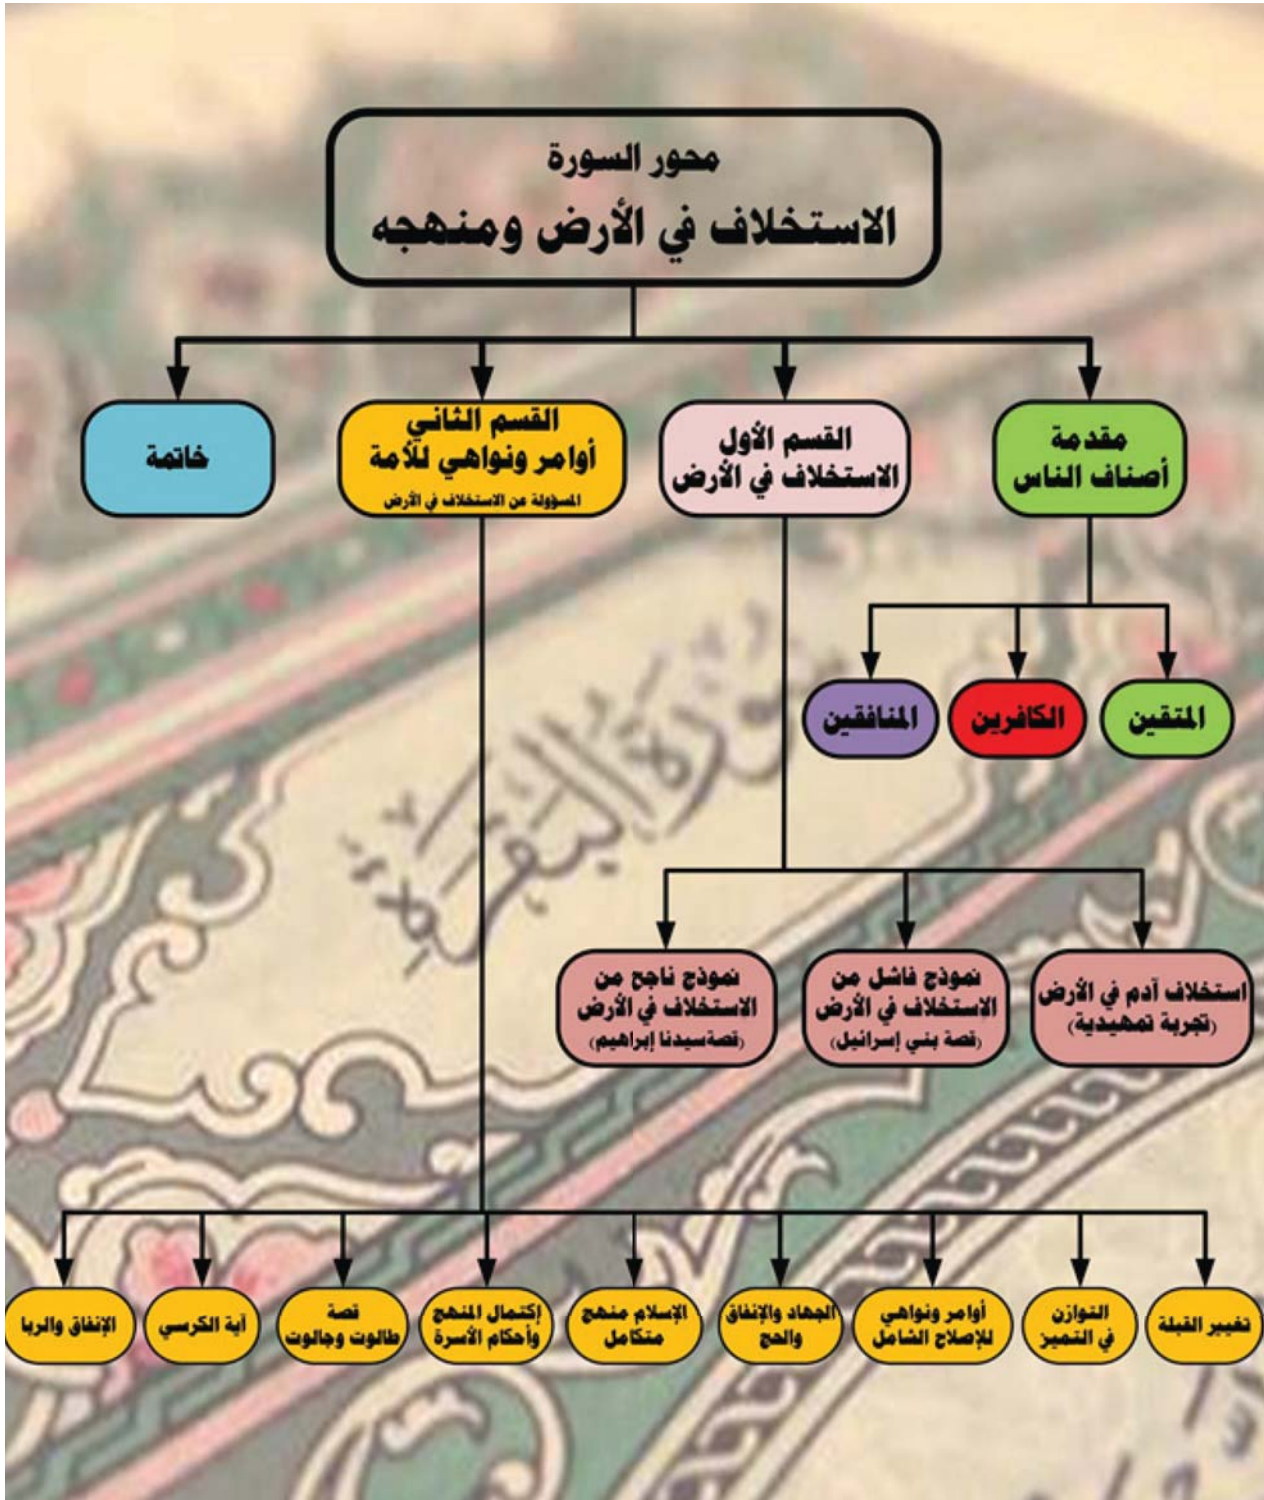 محور السورة
الاستخلاف في الأرض ومنهجه
مقدمة
أصناف الناس
القسم الأول
الاستخلاف في الأرض
القسم الثاني
أوامر ونواهي للأمة
المسؤولة عن الاستخلاف في الأرض
خاتمة
المتقين
الكافرين
المنافقين
سورة البقرة
استخلاف آدم في الأرض
(تجربة تمهيدية)
نموذج فاشل من
الاستخلاف في الأرض
(قصة بني إسرائيل)
نموذج ناجح من
الاستخلاف في الأرض
(قصة سيدنا إبراهيم)
تغيير القبلة
التوازن
في التميز
أوامر ونواهي
للإصلاح الشامل
الجهاد والإنفاق
والحج
الإسلام منهج
متكامل
إكتمال المنهج
وأحكام الأسرة
قصة
طالوت وجالوت
آية الكرسي
الإنفاق والربا